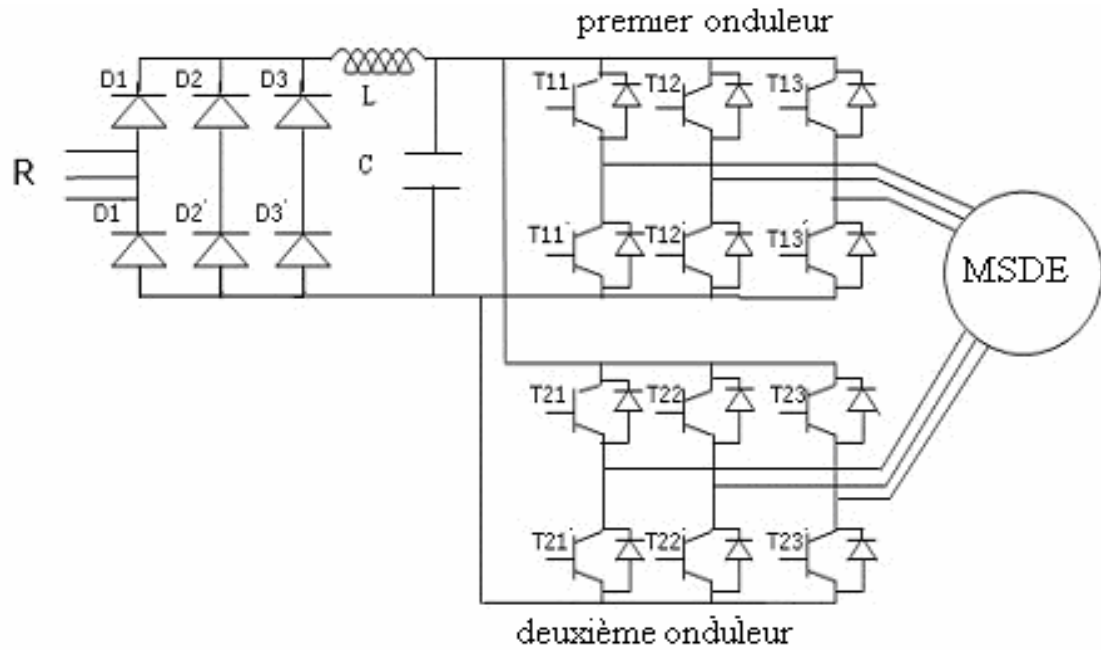 premier onduleur
D1 D2 D3
L
T11 T12 T13
R
C
D1 D2' D3'
T11' T12' T13'
MSDE
T21 T22 T23
T21' T22' T23'
deuxième onduleur